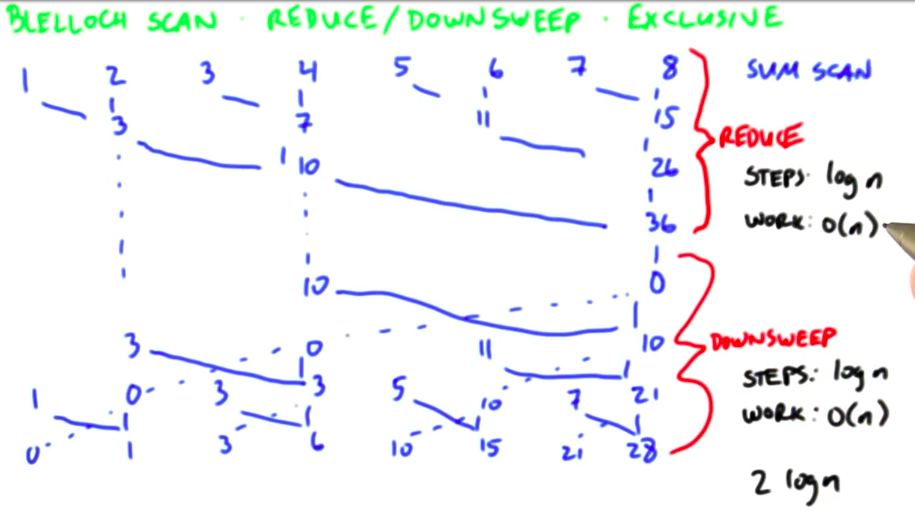 BLELLOCH SCAN · REDUCE/DOWNSWEEP · EXCLUSIVE
1 2 3 4 5 6 7 8 SUM SCAN
3 7 11 15
REDUCE
10 26
STEPS: log n
36 WORK: O(n)
10 0
3 0 11 10 DOWNSWEEP
STEPS: log n
1 0 3 3 5 10 7 21
WORK: O(n)
0 1 3 6 10 15 21 28
2 log n